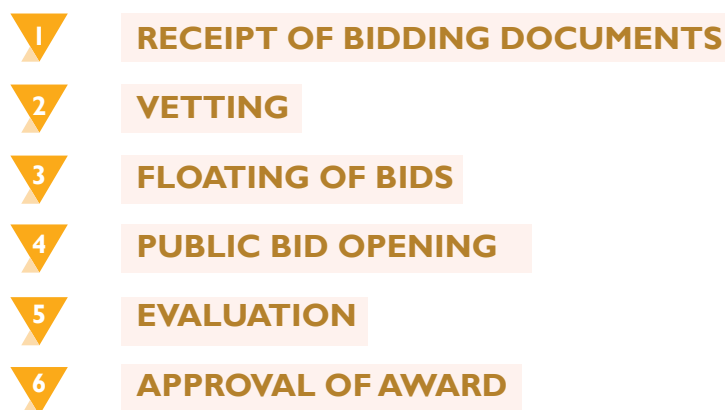 1 RECEIPT OF BIDDING DOCUMENTS
2 VETTING
3 FLOATING OF BIDS
4 PUBLIC BID OPENING
5 EVALUATION
6 APPROVAL OF AWARD